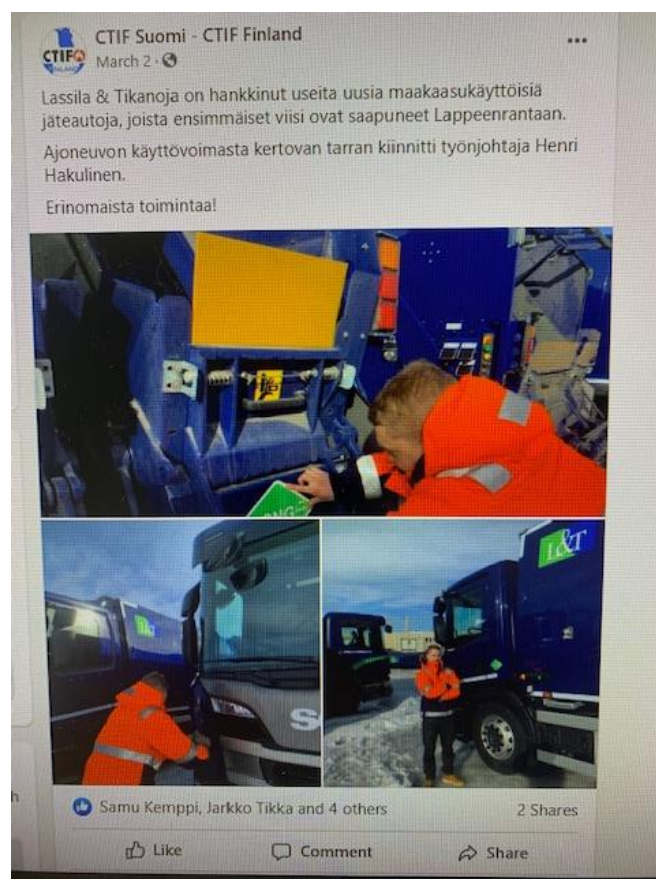 CTIF Suomi - CTIF Finland
CTIF
FINLAND
March 2 ·
Lassila & Tikanoja on hankkinut useita uusia maakaasukäyttöisiä
jäteautoja, joista ensimmäiset viisi ovat saapuneet Lappeenrantaan.
Ajoneuvon käyttövoimasta kertovan tarran kiinnitti työnjohtaja Henri
Hakulinen.
Erinomaista toimintaa!
L&T
L&T
S
Samu Kemppi, Jarkko Tikka and 4 others
2 Shares
Like
Comment
Share